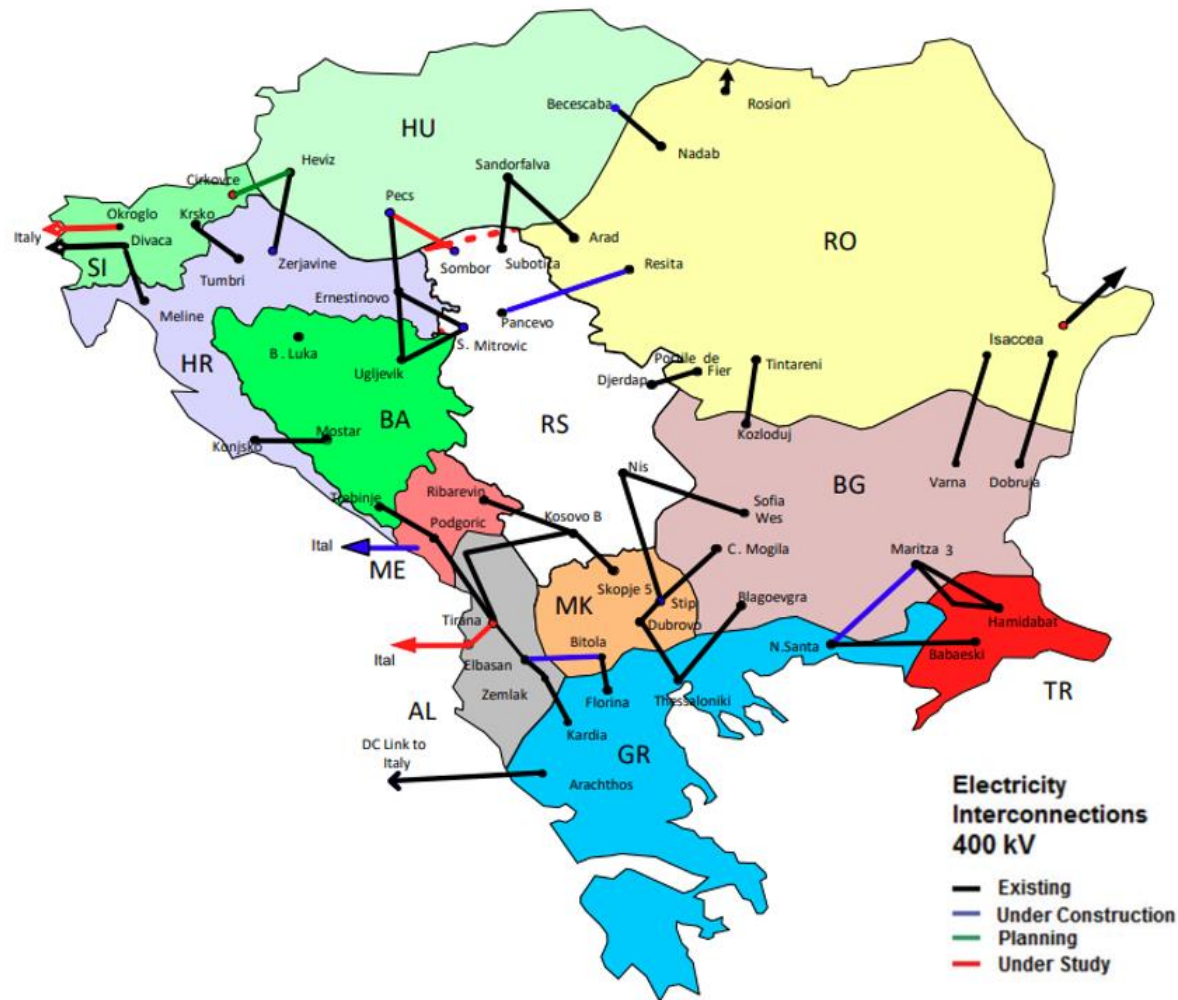 Becescaba
Rosiori
HU
Nadab
Heviz
Sandorfalva
Cirkovce
Pecs
Okroglo
Krsko
Italy
Divaca
Arad
RO
SI
Tumbri
Zerjavine
Sombor
Subotica
Resita
Meline
Ernestinovo
Pancevo
S. Mitrovic
Isaccea
B. Luka
HR
Ugljevik
Portile de
Fier
Tintareni
Djerdap
BA
RS
Konjsko
Mostar
Kozloduj
Nis
BG
Varna
Dobruja
Trebinje
Ribarevin
Sofia
Wes
Podgoric
Kosovo B
Ital
C. Mogila
Maritza 3
ME
Skopje 5
MK
Stip
Blagoevgra
Hamidabat
Tirana
Dubrovo
Bitola
N.Santa
Babaeski
Ital
Elbasan
Zemlak
Florina
Thessaloniki
TR
AL
Kardia
DC Link to
Italy
GR
Arachthos
Electricity
Interconnections
400 kV
Existing
Under Construction
Planning
Under Study